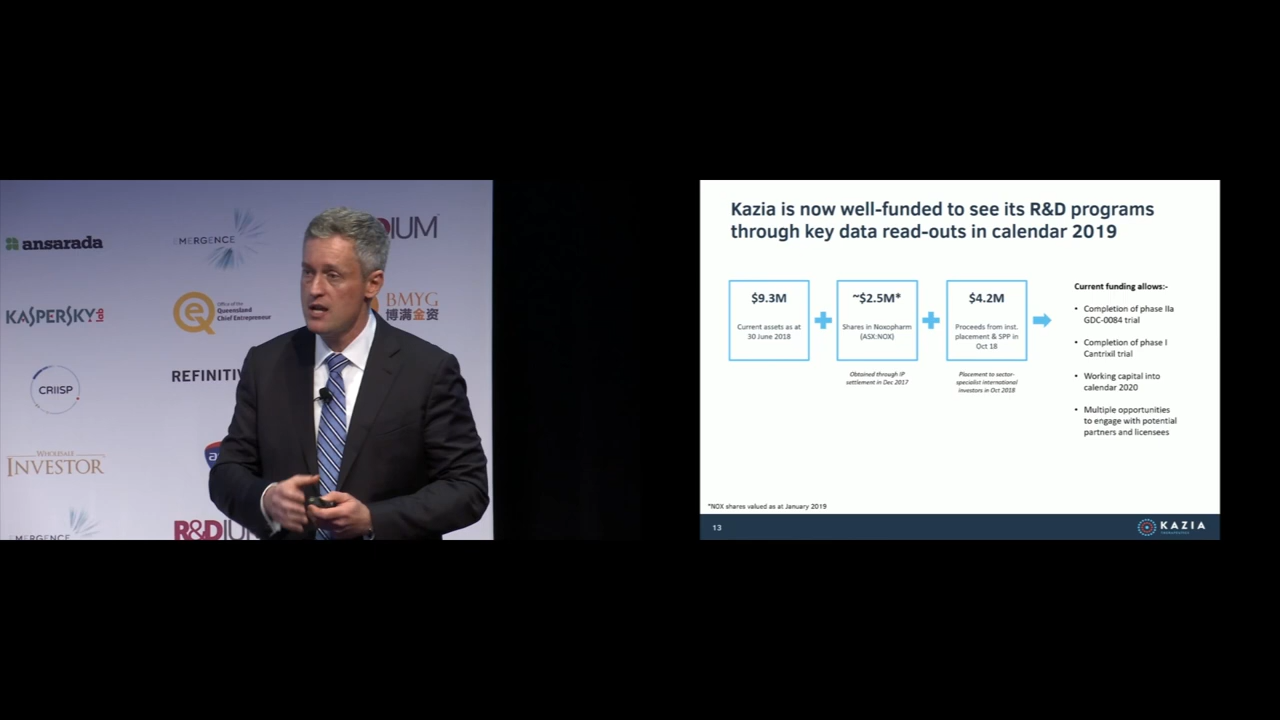 ansarada
EMERGENCE
DIUM
KASPERSKY lab
Office of the
Queensland
Chief Entrepreneur
BMYG
博满金资
CRIISP
REFINITIV
WHOLESALE
INVESTOR
MERGENCE
R&DIU
Kazia is now well-funded to see its R&D programs
through key data read-outs in calendar 2019
$9.3M
Current assets as at
30 June 2018
~$2.5M*
Shares in Noxopharm
(ASX:NOX)
$4.2M
Proceeds from inst.
placement & SPP in
Oct 18
Obtained through IP
settlement in Dec 2017
Placement to sector-
specialist international
investors in Oct 2018
Current funding allows:-
• Completion of phase IIa
GDC-0084 trial
• Completion of phase I
Cantrixil trial
• Working capital into
calendar 2020
• Multiple opportunities
to engage with potential
partners and licensees
*NOX shares valued as at January 2019
13
KAZIA